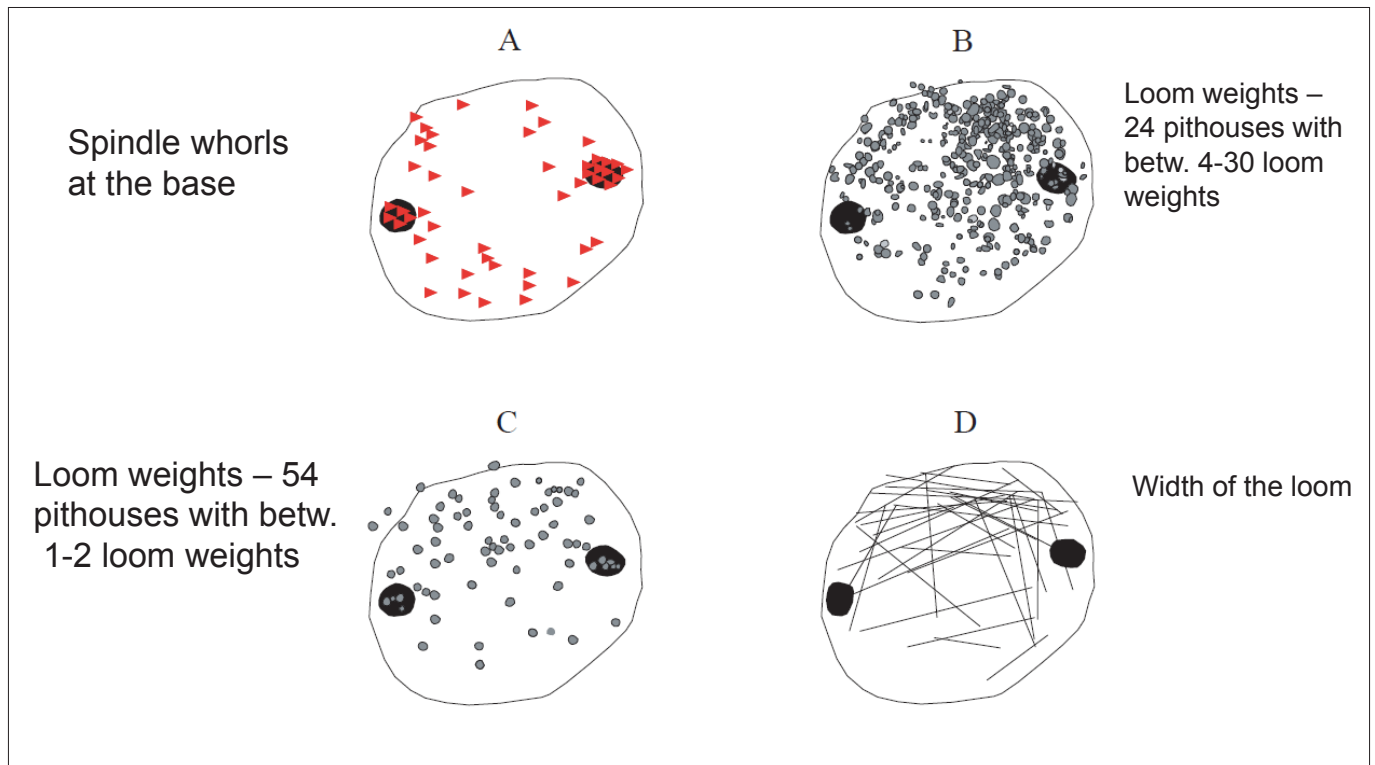 A
Spindle whorls
at the base
B
Loom weights –
24 pithouses with
betw. 4-30 loom
weights
C
Loom weights – 54
pithouses with betw.
1-2 loom weights
D
Width of the loom